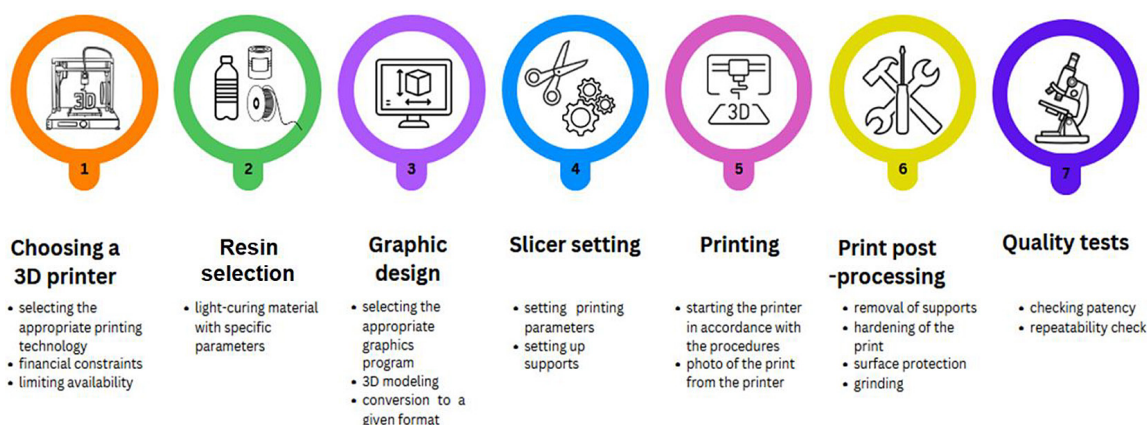 3D
3D
1
2
3
4
5
6
7
Choosing a
3D printer
• selecting the
appropriate printing
technology
• financial constraints
• limiting availability
Resin
selection
• light-curing material
with specific
parameters
Graphic
design
• selecting the
appropriate
graphics
program
• 3D modeling
• conversion to a
given format
Slicer setting
• setting printing
parameters
• setting up
supports
Printing
• starting the printer
in accordance with
the procedures
• photo of the print
from the printer
Print post
-processing
• removal of supports
• hardening of the
print
• surface protection
• grinding
Quality tests
• checking patency
• repeatability check